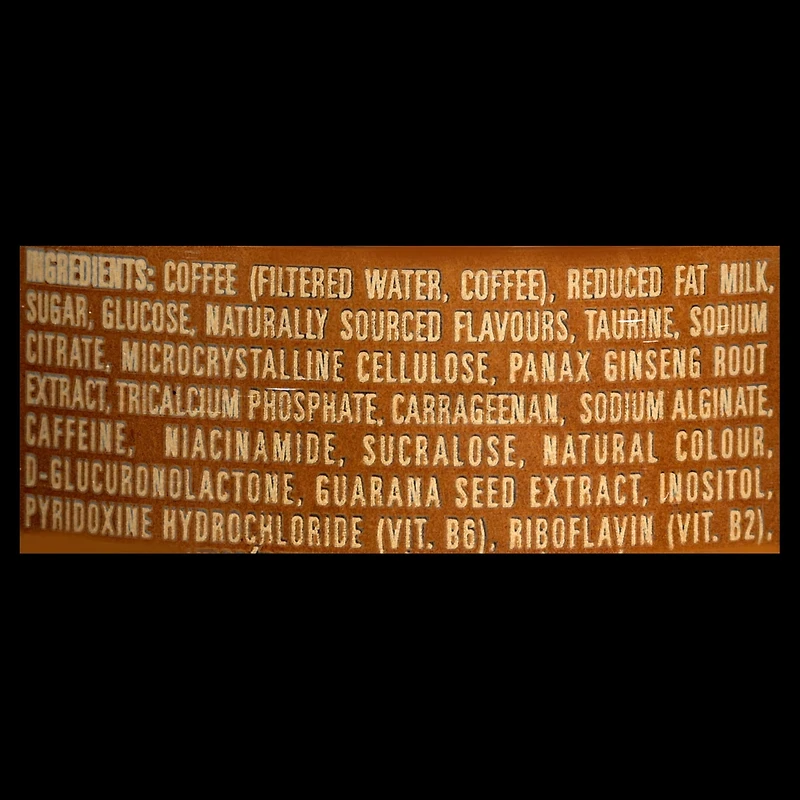 INGREDIENTS: COFFEE (FILTERED WATER, COFFEE), REDUCED FAT MILK,
SUGAR, GLUCOSE, NATURALLY SOURCED FLAVOURS, TAURINE, SODIUM
CITRATE, MICROCRYSTALLINE CELLULOSE, PANAX GINSENG ROOT
EXTRACT, TRICALCIUM PHOSPHATE, CARRAGEENAN, SODIUM ALGINATE,
CAFFEINE, NIACINAMIDE, SUCRALOSE, NATURAL COLOUR,
D-GLUCURONOLACTONE, GUARANA SEED EXTRACT, INOSITOL,
PYRIDOXINE HYDROCHLORIDE (VIT. B6), RIBOFLAVIN (VIT. B2).